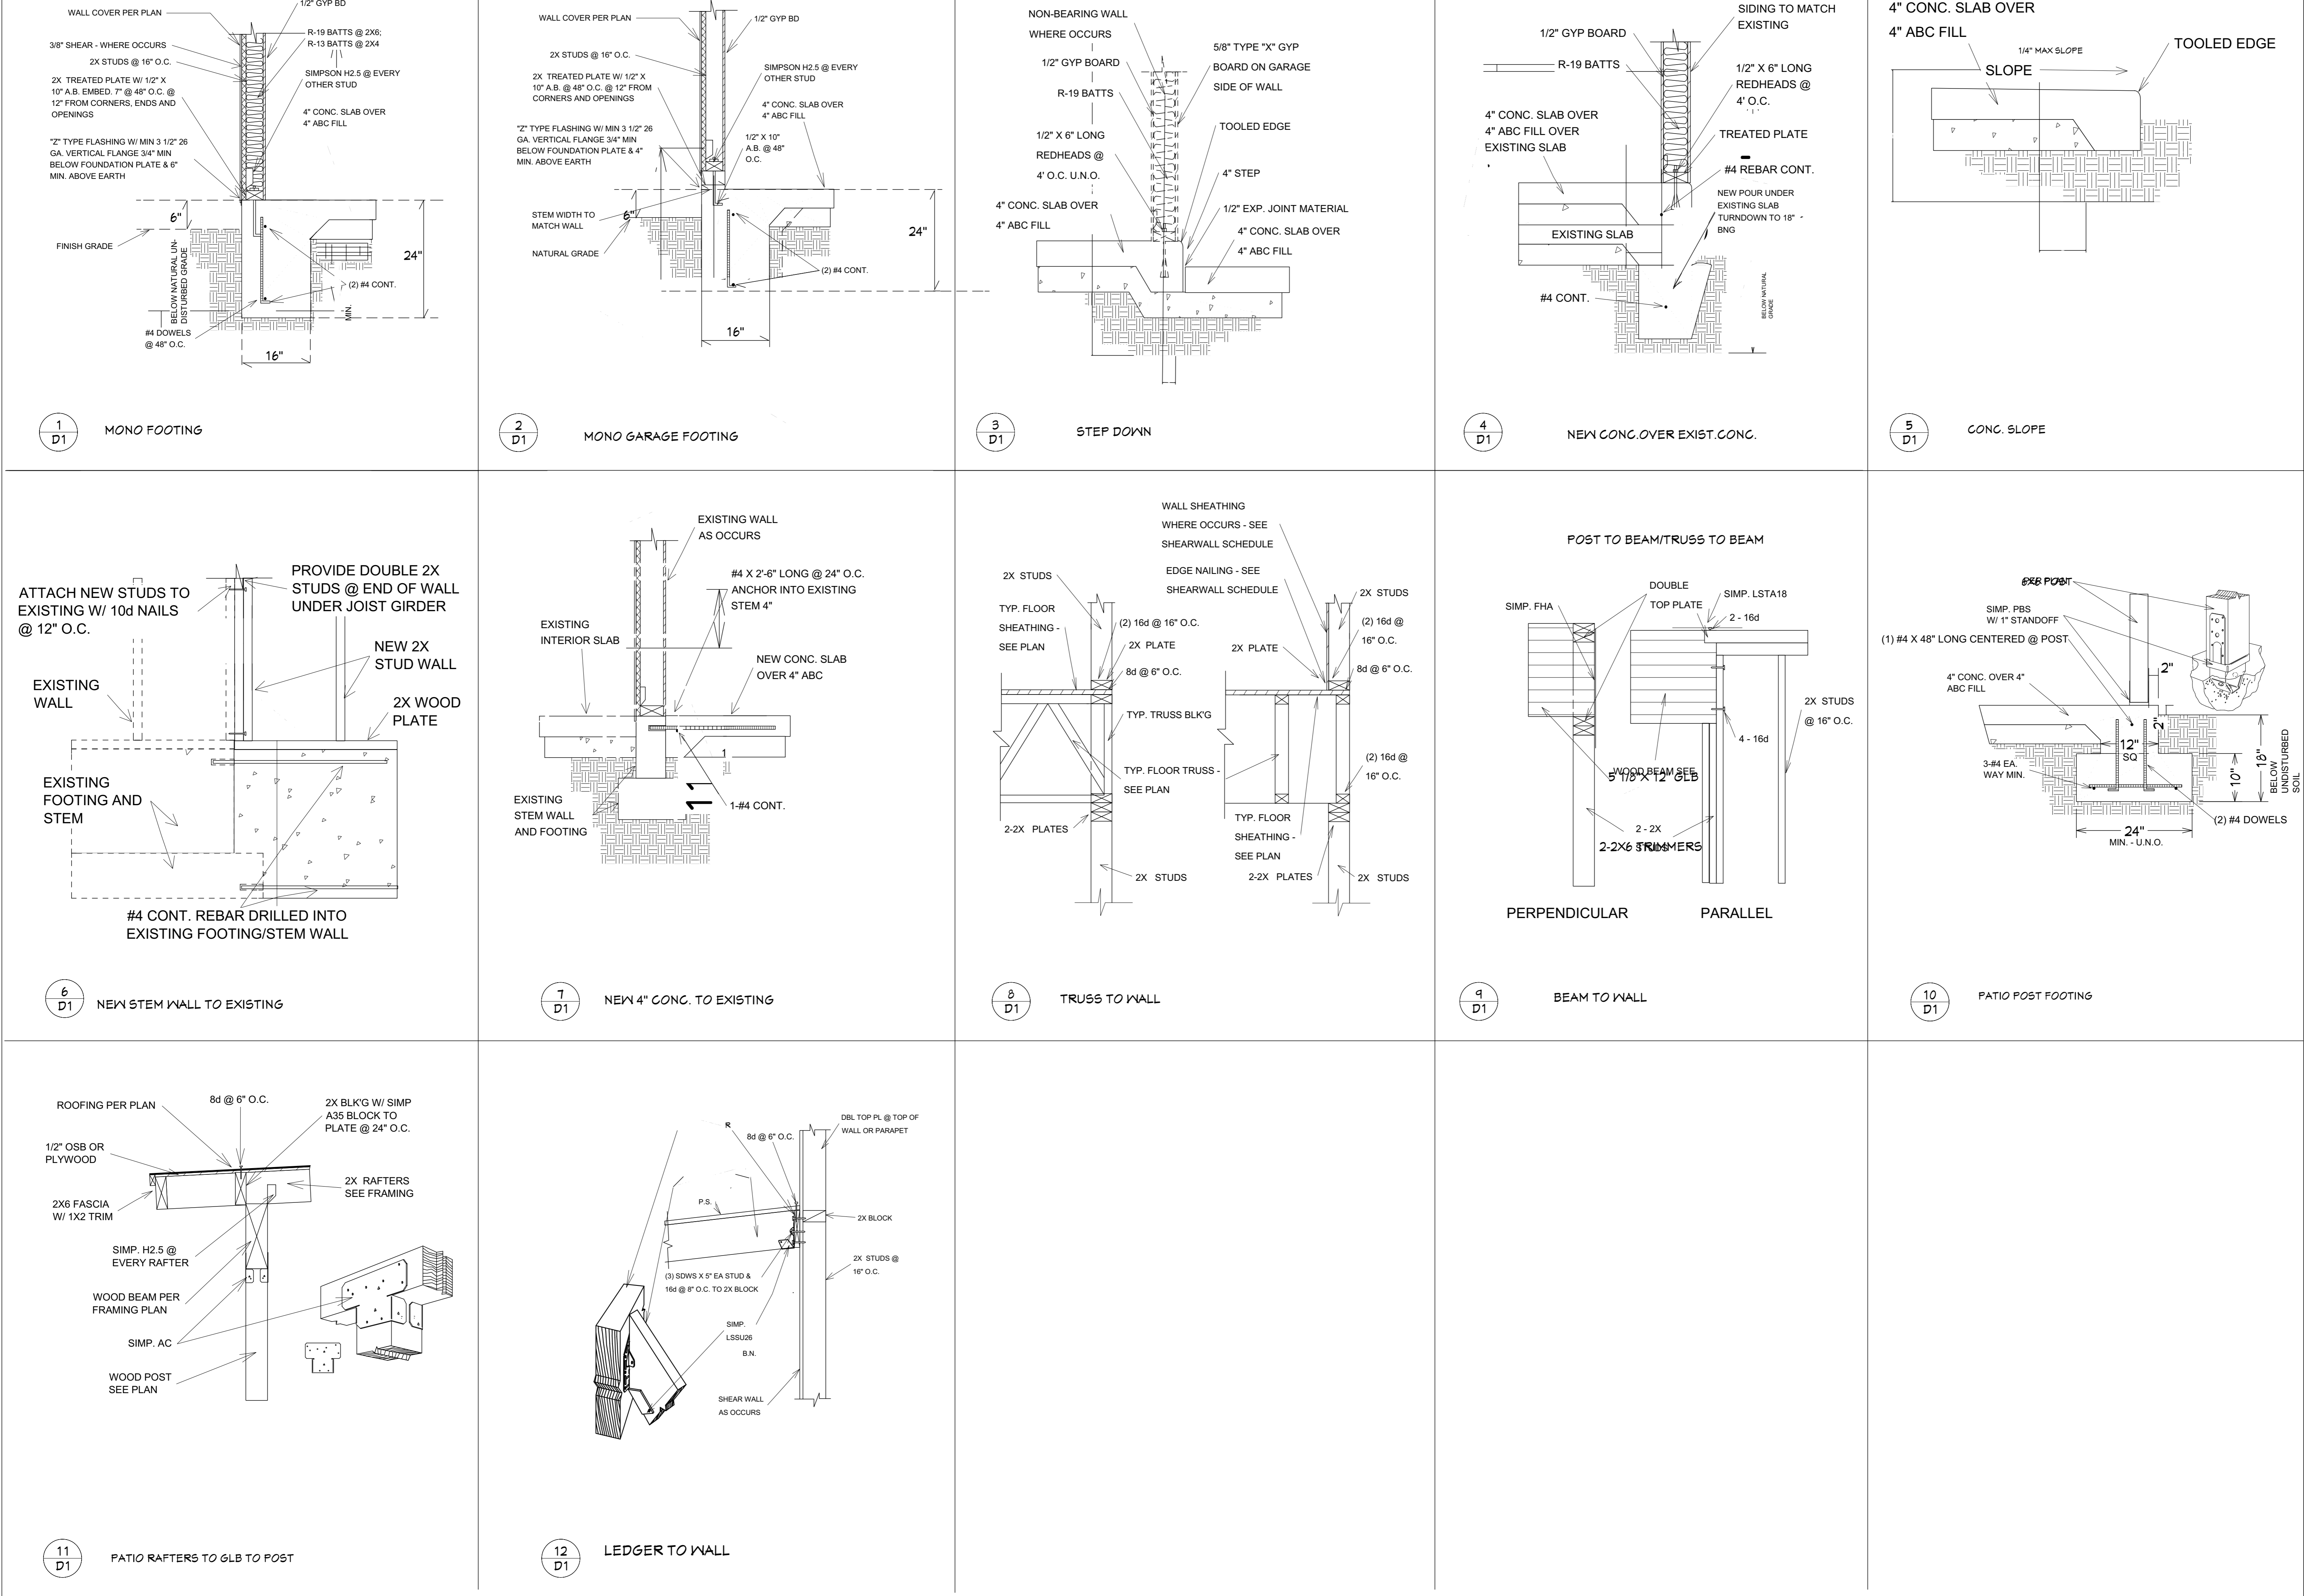 1/2" GYP BD
WALL COVER PER PLAN
R-19 BATTS @ 2X6;
R-13 BATTS @ 2X4
3/8" SHEAR - WHERE OCCURS
2X STUDS @ 16" O.C.
SIMPSON H2.5 @ EVERY
OTHER STUD
2X TREATED PLATE W/ 1/2" X
10" A.B. EMBED. 7" @ 48" O.C. @
12" FROM CORNERS, ENDS AND
OPENINGS
4" CONC. SLAB OVER
4" ABC FILL
"Z" TYPE FLASHING W/ MIN 3 1/2" 26
GA. VERTICAL FLANGE 3/4" MIN
BELOW FOUNDATION PLATE & 6"
MIN. ABOVE EARTH
6"
FINISH GRADE
BELOW NATURAL UN-
DISTURBED GRADE
24"
MIN.
(2) #4 CONT.
#4 DOWELS
@ 48" O.C.
16"
1
D1
MONO FOOTING
WALL COVER PER PLAN
1/2" GYP BD
2X STUDS @ 16" O.C.
SIMPSON H2.5 @ EVERY
OTHER STUD
2X TREATED PLATE W/ 1/2" X
10" A.B. @ 48" O.C. @ 12" FROM
CORNERS AND OPENINGS
4" CONC. SLAB OVER
4" ABC FILL
"Z" TYPE FLASHING W/ MIN 3 1/2" 26
GA. VERTICAL FLANGE 3/4" MIN
BELOW FOUNDATION PLATE & 4"
MIN. ABOVE EARTH
1/2" X 10"
A.B. @ 48"
O.C.
STEM WIDTH TO
MATCH WALL
6"
NATURAL GRADE
24"
(2) #4 CONT.
16"
2
D1
MONO GARAGE FOOTING
NON-BEARING WALL
WHERE OCCURS
1/2" GYP BOARD
R-19 BATTS
5/8" TYPE "X" GYP
BOARD ON GARAGE
SIDE OF WALL
TOOLED EDGE
1/2" X 6" LONG
REDHEADS @
4' O.C. U.N.O.
4" STEP
4" CONC. SLAB OVER
4" ABC FILL
1/2" EXP. JOINT MATERIAL
4" CONC. SLAB OVER
4" ABC FILL
3
D1
STEP DOWN
SIDING TO MATCH
EXISTING
1/2" GYP BOARD
R-19 BATTS
1/2" X 6" LONG
REDHEADS @
4' O.C.
4" CONC. SLAB OVER
4" ABC FILL OVER
EXISTING SLAB
TREATED PLATE
#4 REBAR CONT.
NEW POUR UNDER
EXISTING SLAB
TURNDOWN TO 18"
BNG
EXISTING SLAB
#4 CONT.
BELOW NATURAL
GRADE
4
D1
NEW CONC.OVER EXIST.CONC.
4" CONC. SLAB OVER
4" ABC FILL
1/4" MAX SLOPE
TOOLED EDGE
SLOPE
5
D1
CONC. SLOPE
ATTACH NEW STUDS TO
EXISTING W/ 10d NAILS
@ 12" O.C.
PROVIDE DOUBLE 2X
STUDS @ END OF WALL
UNDER JOIST GIRDER
NEW 2X
STUD WALL
EXISTING
WALL
2X WOOD
PLATE
EXISTING
FOOTING AND
STEM
#4 CONT. REBAR DRILLED INTO
EXISTING FOOTING/STEM WALL
6
D1
NEW STEM WALL TO EXISTING
EXISTING WALL
AS OCCURS
#4 X 2'-6" LONG @ 24" O.C.
ANCHOR INTO EXISTING
STEM 4"
EXISTING
INTERIOR SLAB
NEW CONC. SLAB
OVER 4" ABC
1
11
EXISTING
STEM WALL
AND FOOTING
1-#4 CONT.
7
D1
NEW 4" CONC. TO EXISTING
WALL SHEATHING
WHERE OCCURS - SEE
SHEARWALL SCHEDULE
EDGE NAILING - SEE
SHEARWALL SCHEDULE
2X STUDS
TYP. FLOOR
SHEATHING -
SEE PLAN
(2) 16d @ 16" O.C.
2X PLATE
8d @ 6" O.C.
2X STUDS
(2) 16d @
16" O.C.
2X PLATE
8d @ 6" O.C.
TYP. TRUSS BLK'G
TYP. FLOOR TRUSS -
SEE PLAN
(2) 16d @
16" O.C.
2-2X PLATES
TYP. FLOOR
SHEATHING -
SEE PLAN
2-2X PLATES
2X STUDS
2X STUDS
8
D1
TRUSS TO WALL
POST TO BEAM/TRUSS TO BEAM
DOUBLE
TOP PLATE
SIMP. LSTA18
SIMP. FHA
2 - 16d
2X STUDS
@ 16" O.C.
4 - 16d
WOOD BEAM SEE
5 1/8" X 12" GLB
2 - 2X
2-2X6 TRIMMERS
PERPENDICULAR
PARALLEL
9
D1
BEAM TO WALL
SIMP. PBS
W/ 1" STANDOFF
(1) #4 X 48" LONG CENTERED @ POST
2"
4" CONC. OVER 4"
ABC FILL
2"
12"
SQ
3-#4 EA.
WAY MIN.
10"
18"
BELOW
UNDISTURBED
SOIL
(2) #4 DOWELS
24"
MIN. - U.N.O.
10
D1
PATIO POST FOOTING
ROOFING PER PLAN
8d @ 6" O.C.
2X BLK'G W/ SIMP
A35 BLOCK TO
PLATE @ 24" O.C.
1/2" OSB OR
PLYWOOD
2X RAFTERS
SEE FRAMING
2X6 FASCIA
W/ 1X2 TRIM
SIMP. H2.5 @
EVERY RAFTER
WOOD BEAM PER
FRAMING PLAN
SIMP. AC
WOOD POST
SEE PLAN
11
D1
PATIO RAFTERS TO GLB TO POST
DBL TOP PL @ TOP OF
WALL OR PARAPET
R
8d @ 6" O.C.
P.S.
2X BLOCK
2X STUDS @
16" O.C.
(3) SDWS X 5" EA STUD &
16d @ 8" O.C. TO 2X BLOCK
SIMP.
LSSU26
B.N.
SHEAR WALL
AS OCCURS
12
D1
LEDGER TO WALL